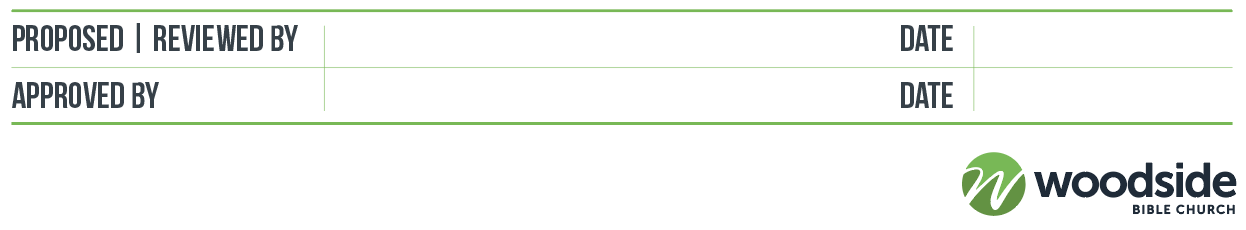 PROPOSED | REVIEWED BY DATE
APPROVED BY DATE
woodside
BIBLE CHURCH